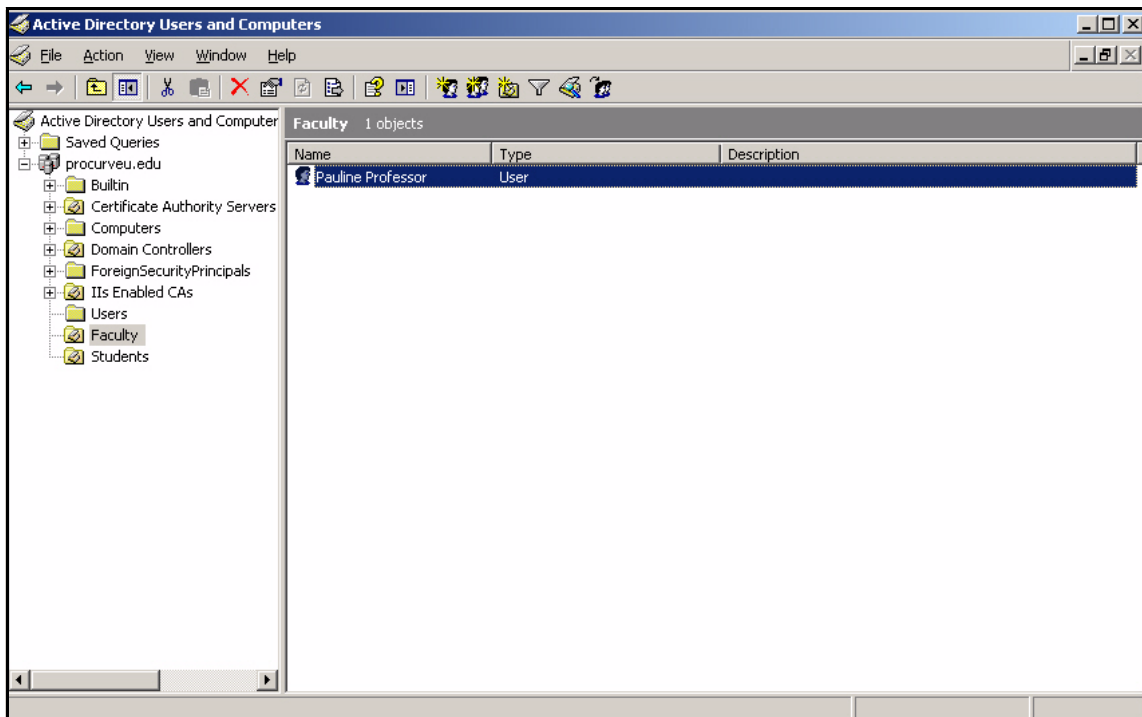 Active Directory Users and Computers
File Action View Window Help
Active Directory Users and Computer
Saved Queries
procurveu.edu
Builtin
Certificate Authority Servers
Computers
Domain Controllers
ForeignSecurityPrincipals
IIs Enabled CAs
Users
Faculty
Students
Faculty 1 objects
Name Type Description
Pauline Professor User